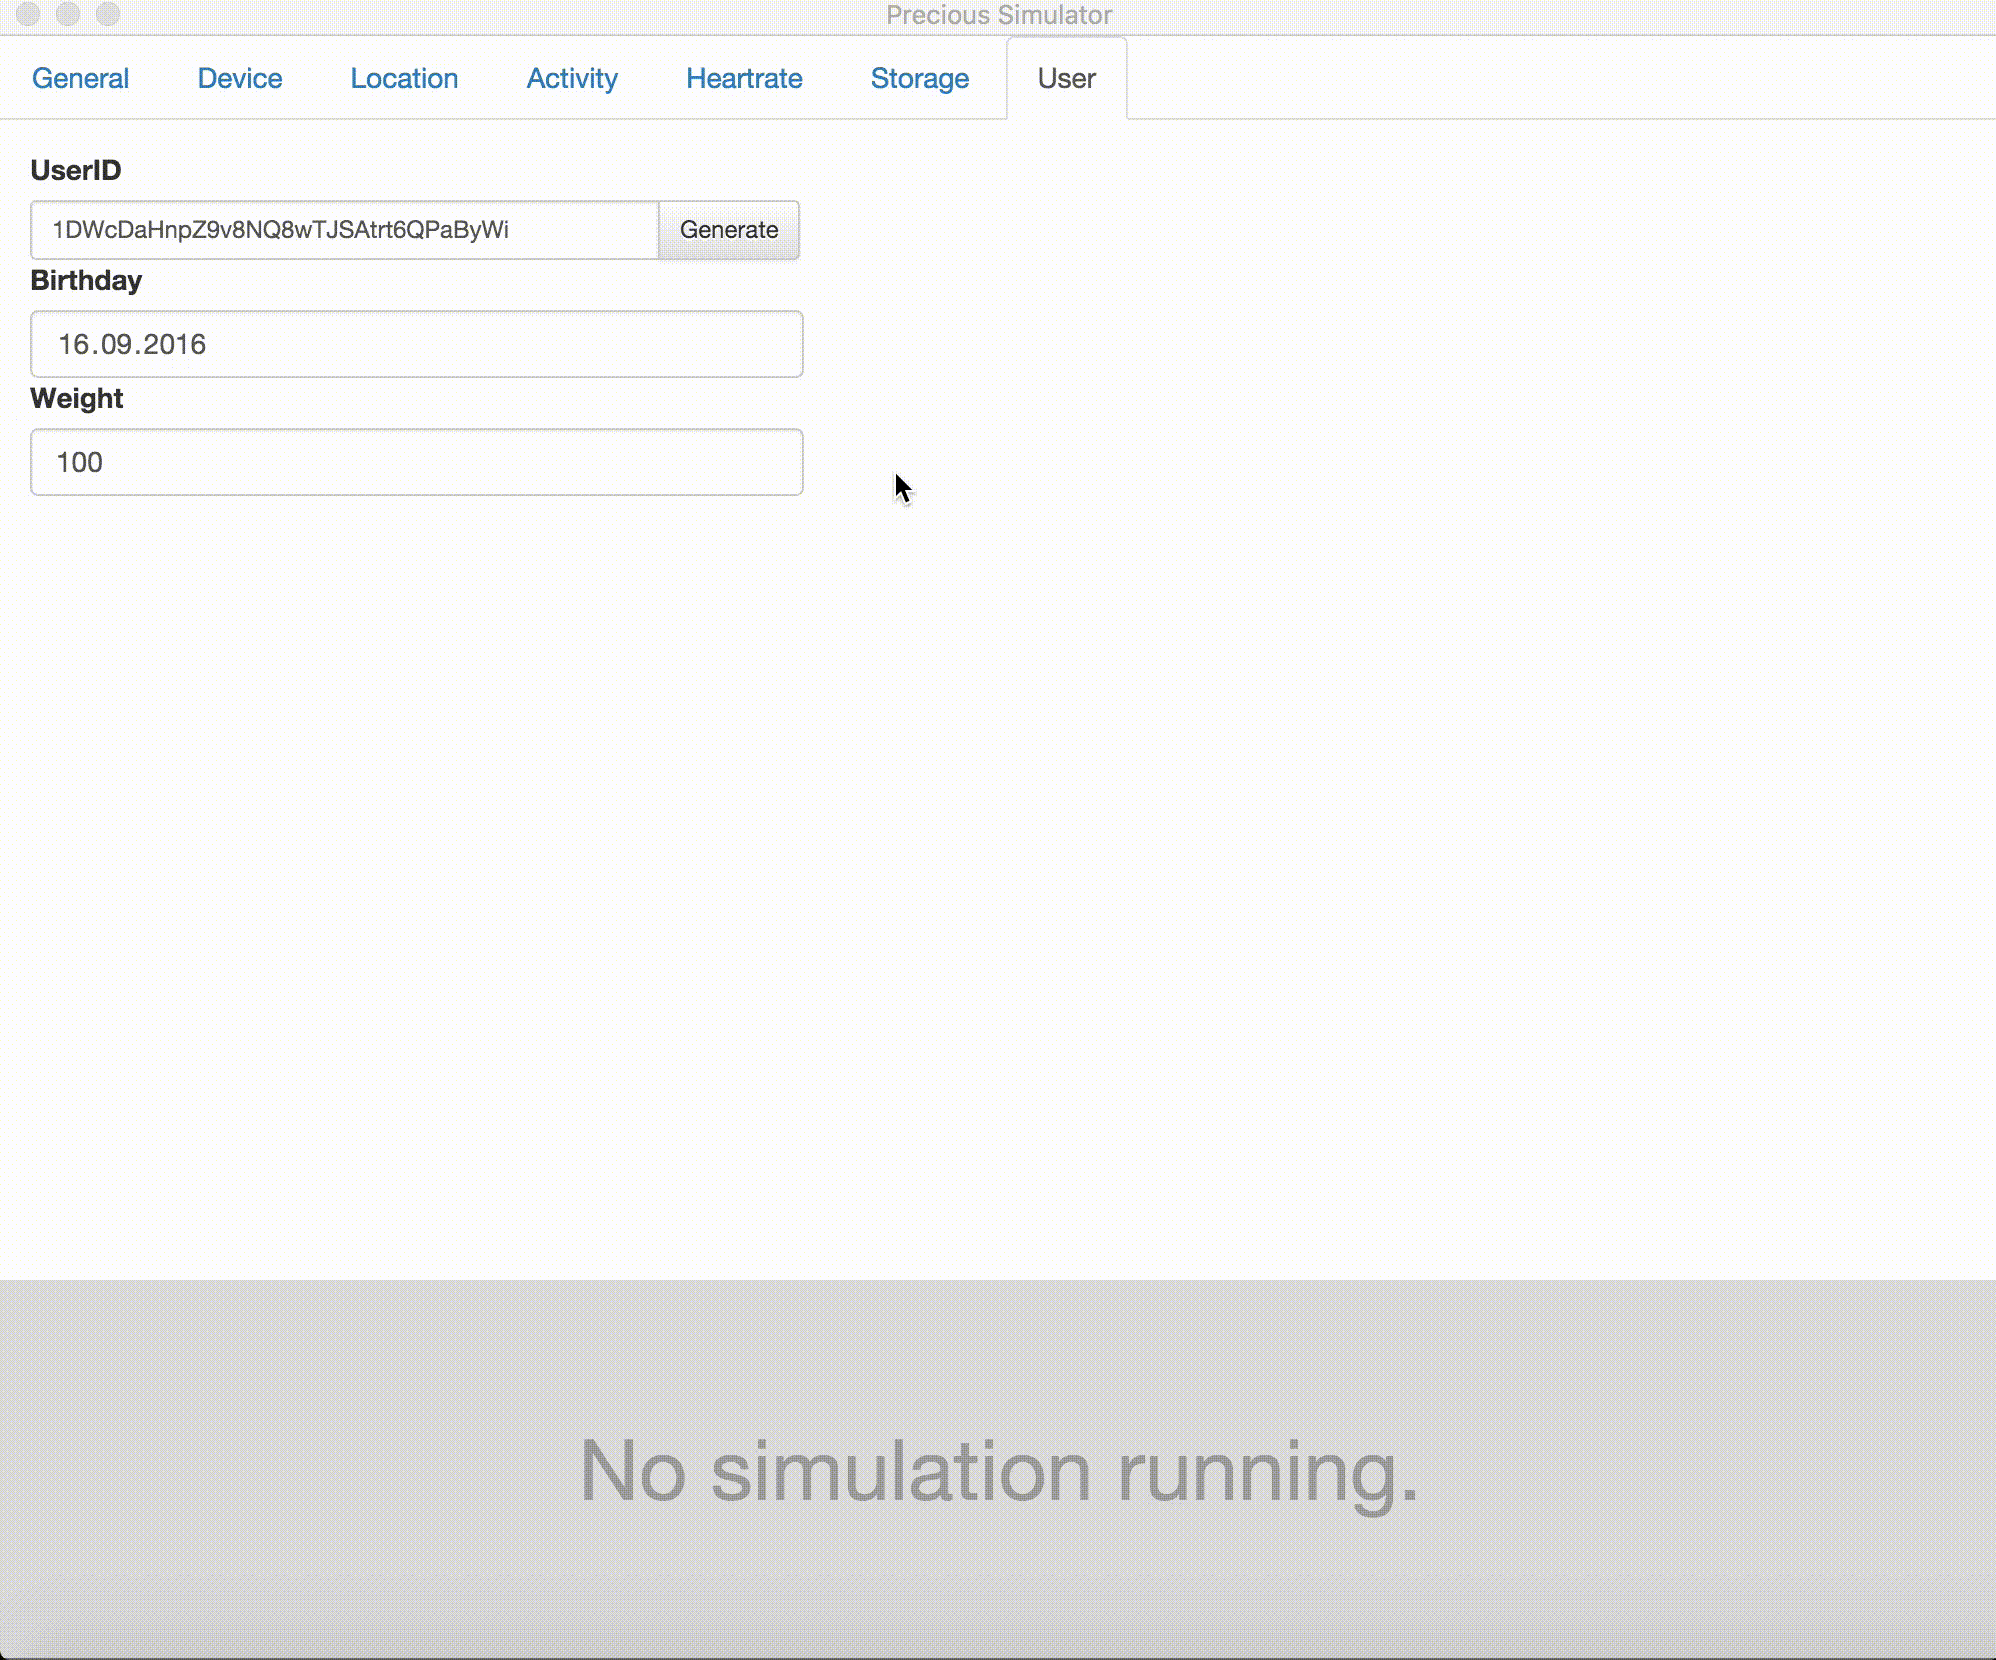 Precious Simulator
General Device Location Activity Heartrate Storage User
UserID
1DWcDaHnpZ9v8NQ8wTJSAtrt6QPaByWi Generate
Birthday
16.09.2016
Weight
100
No simulation running.